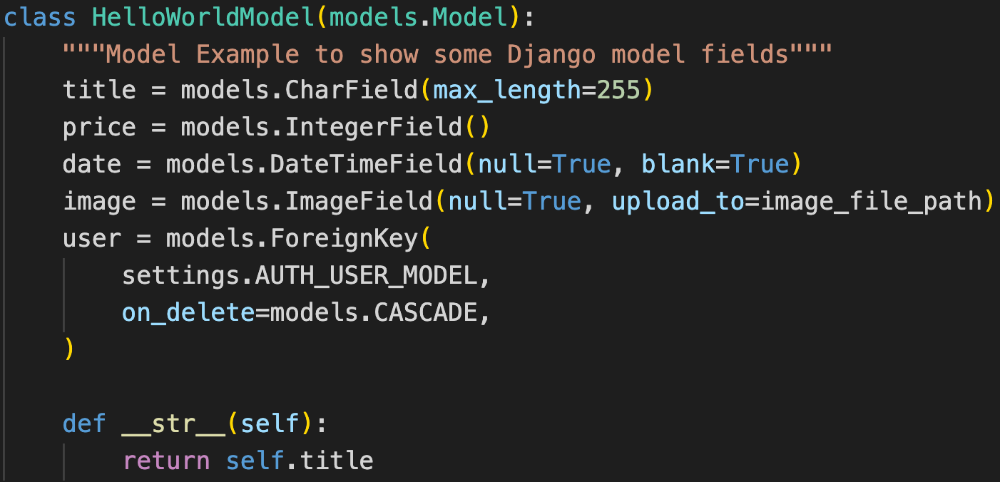 class HelloWorldModel(models.Model):
    """Model Example to show some Django model fields"""
    title = models.CharField(max_length=255)
    price = models.IntegerField()
    date = models.DateTimeField(null=True, blank=True)
    image = models.ImageField(null=True, upload_to=image_file_path)
    user = models.ForeignKey(
        settings.AUTH_USER_MODEL,
        on_delete=models.CASCADE,
    )
    def __str__(self):
        return self.title